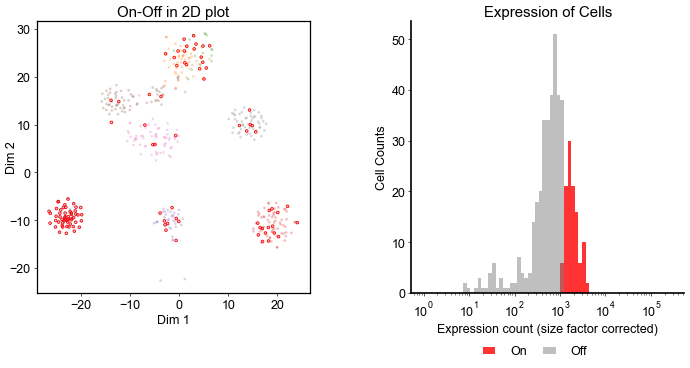 On-Off in 2D plot
30
20
10
0
−10
−20
Dim 2
−20 −10 0 10 20
Dim 1
Expression of Cells
50
40
30
20
10
0
Cell Counts
10^0 10^1 10^2 10^3 10^4 10^5
Expression count (size factor corrected)
On Off